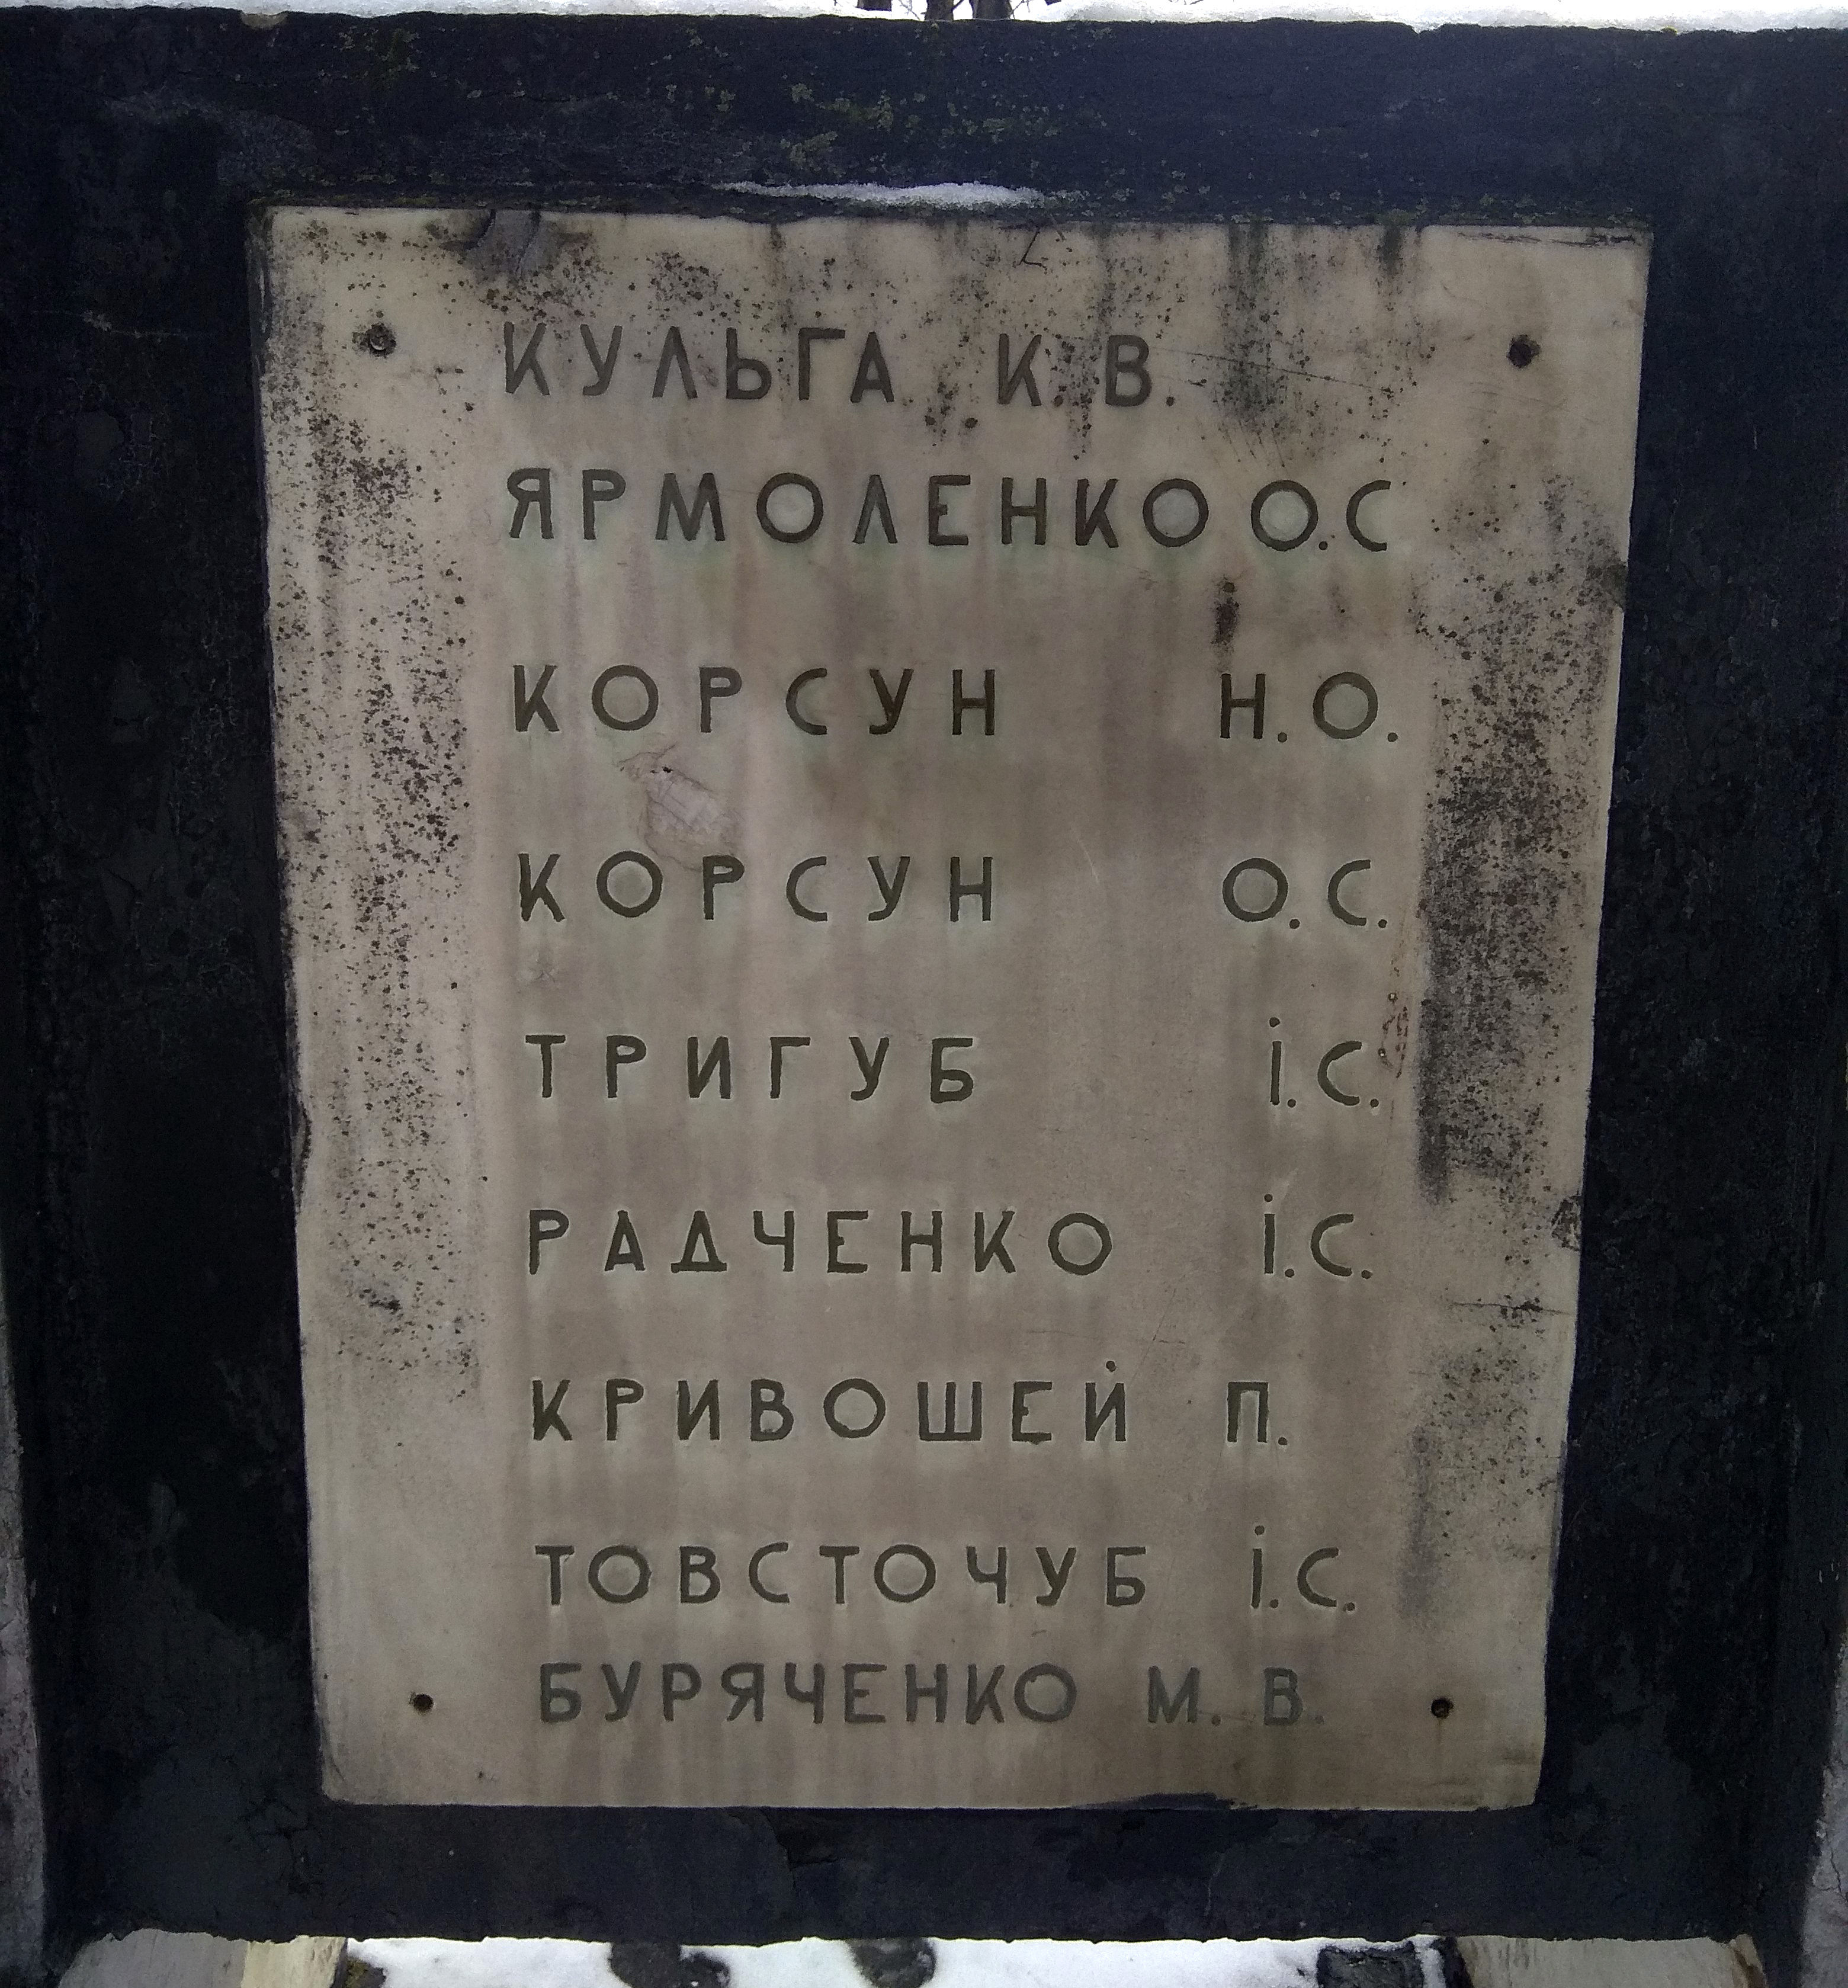 КУЛЬГА К. В.
ЯРМОЛЕНКО О.С
КОРСУН Н.О.
КОРСУН О.С.
ТРИГУБ І.С.
РАДЧЕНКО І.С.
КРИВОШЕЙ П.
ТОВСТОЧУБ І.С.
БУРЯЧЕНКО М. В.